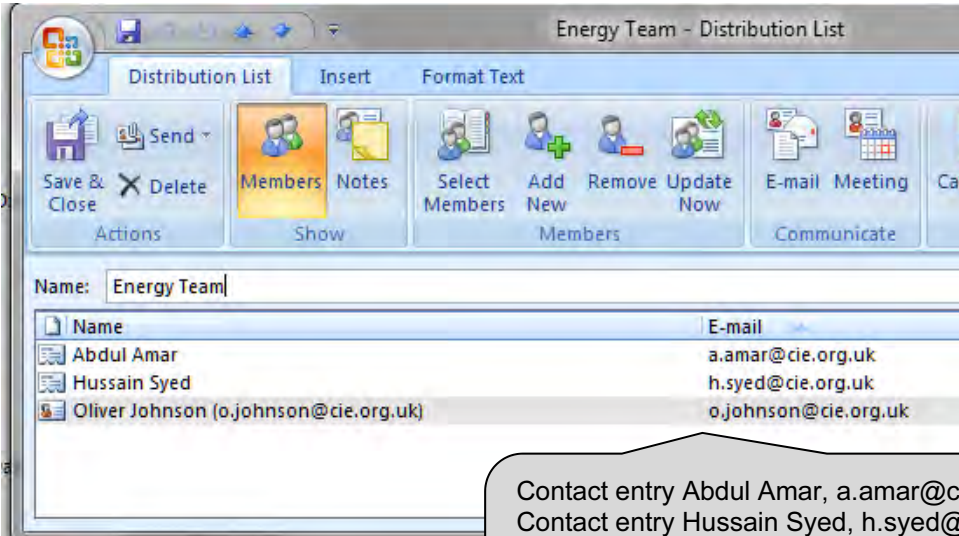 Energy Team - Distribution List
Distribution List Insert Format Text
Send
Save & Close
Delete
Members
Notes
Select Members
Add New
Remove
Update Now
E-mail
Meeting
Ca
Actions
Show
Members
Communicate
Name: Energy Team
Name E-mail
Abdul Amar a.amar@cie.org.uk
Hussain Syed h.syed@cie.org.uk
Oliver Johnson (o.johnson@cie.org.uk) o.johnson@cie.org.uk
Contact entry Abdul Amar, a.amar@c
Contact entry Hussain Syed, h.syed@